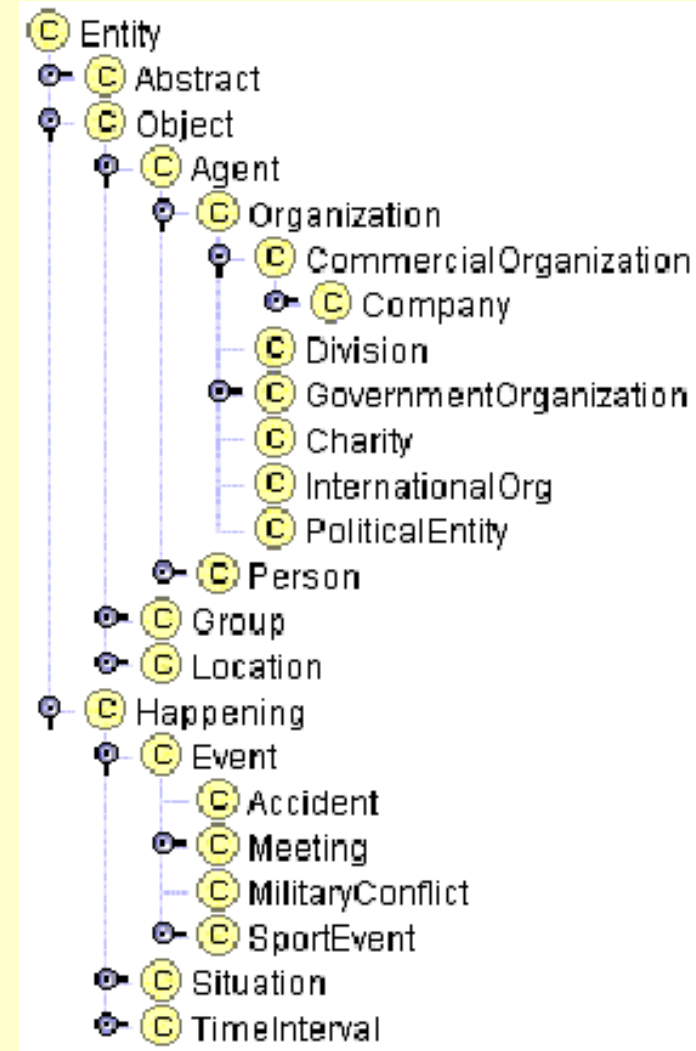 C Entity
C Abstract
C Object
C Agent
C Organization
C CommercialOrganization
C Company
C Division
C GovernmentOrganization
C Charity
C InternationalOrg
C PoliticalEntity
C Person
C Group
C Location
C Happening
C Event
C Accident
C Meeting
C MilitaryConflict
C SportEvent
C Situation
C TimeInterval